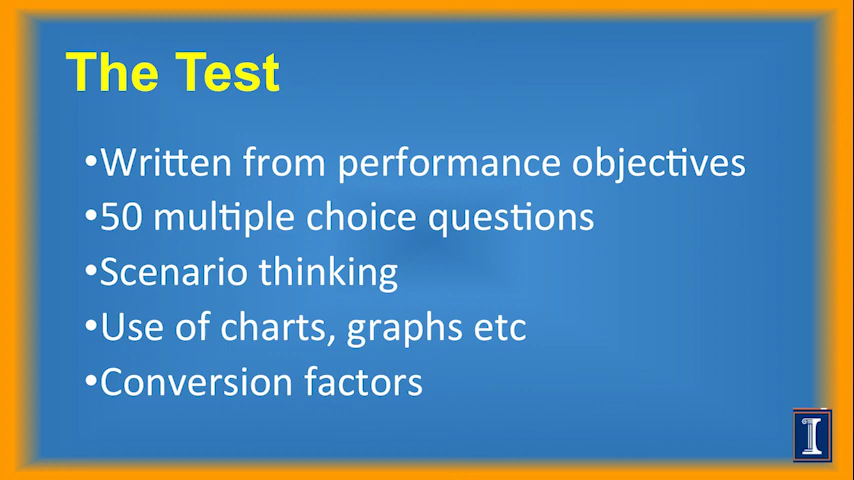 The Test
•Written from performance objectives
•50 multiple choice questions
•Scenario thinking
•Use of charts, graphs etc
•Conversion factors
I